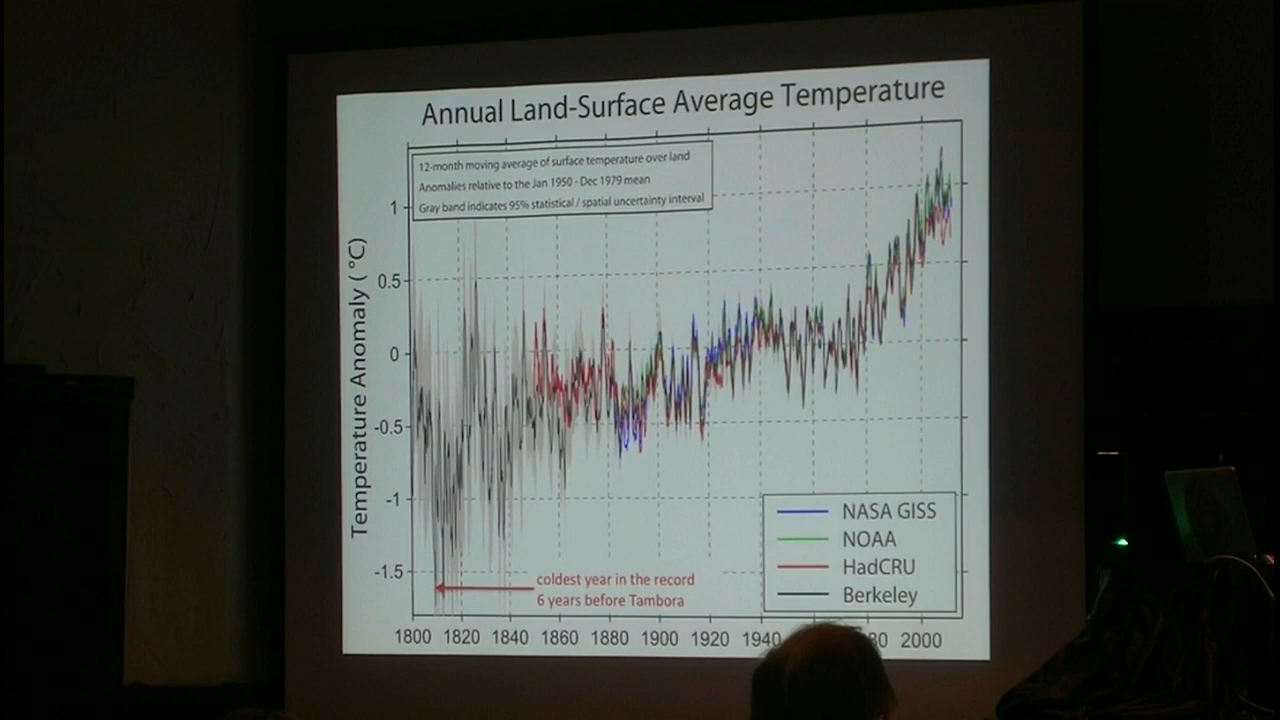 Annual Land-Surface Average Temperature
12-month moving average of surface temperature over land
Anomalies relative to the Jan 1950 - Dec 1979 mean
Gray band indicates 95% statistical / spatial uncertainty interval
Temperature Anomaly ( °C)
1
0.5
0
-0.5
-1
-1.5
NASA GISS
NOAA
HadCRU
Berkeley
coldest year in the record
6 years before Tambora
1800 1820 1840 1860 1880 1900 1920 1940 80 2000